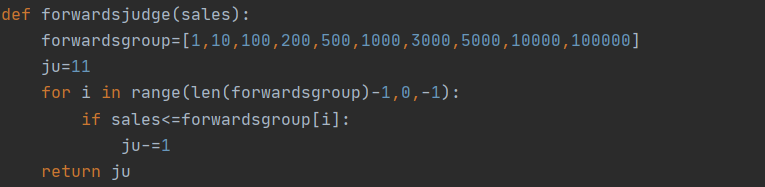 def forwardsjudge(sales):
    forwardsgroup=[1,10,100,200,500,1000,3000,5000,10000,100000]
    ju=11
    for i in range(len(forwardsgroup)-1,0,-1):
        if sales<=forwardsgroup[i]:
            ju-=1
    return ju